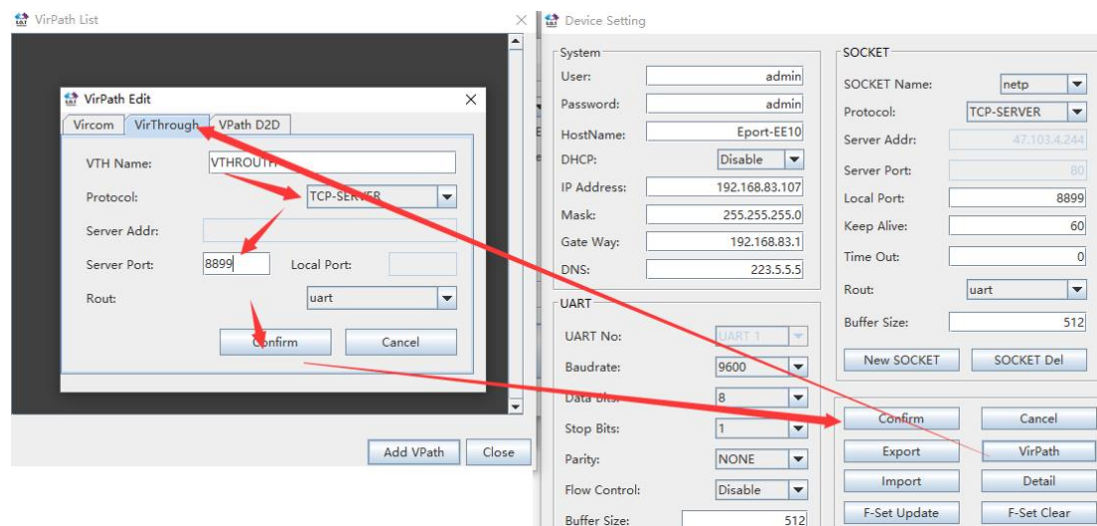 VirPath List
VirPath Edit
Vircom VirThrough VPath D2D
VTH Name: VTHROUTH
Protocol: TCP-SERVER
Server Addr:
Server Port: 8899 Local Port:
Rout: uart
Confirm Cancel
Add VPath Close
Device Setting
System
User: admin
Password: admin
HostName: Eport-EE10
DHCP: Disable
IP Address: 192.168.83.107
Mask: 255.255.255.0
Gate Way: 192.168.83.1
DNS: 223.5.5.5
UART
UART No: UART 1
Baudrate: 9600
Data Bits: 8
Stop Bits: 1
Parity: NONE
Flow Control: Disable
Buffer Size: 512
SOCKET
SOCKET Name: netp
Protocol: TCP-SERVER
Server Addr: 47.103.4.244
Server Port: 80
Local Port: 8899
Keep Alive: 60
Time Out: 0
Rout: uart
Buffer Size: 512
New SOCKET SOCKET Del
Confirm Cancel
Export VirPath
Import Detail
F-Set Update F-Set Clear